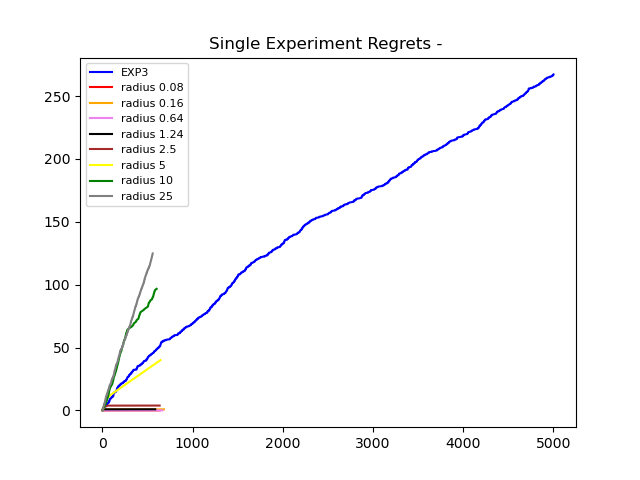 Single Experiment Regrets -
EXP3
radius 0.08
radius 0.16
radius 0.64
radius 1.24
radius 2.5
radius 5
radius 10
radius 25
250
200
150
100
50
0
0 1000 2000 3000 4000 5000